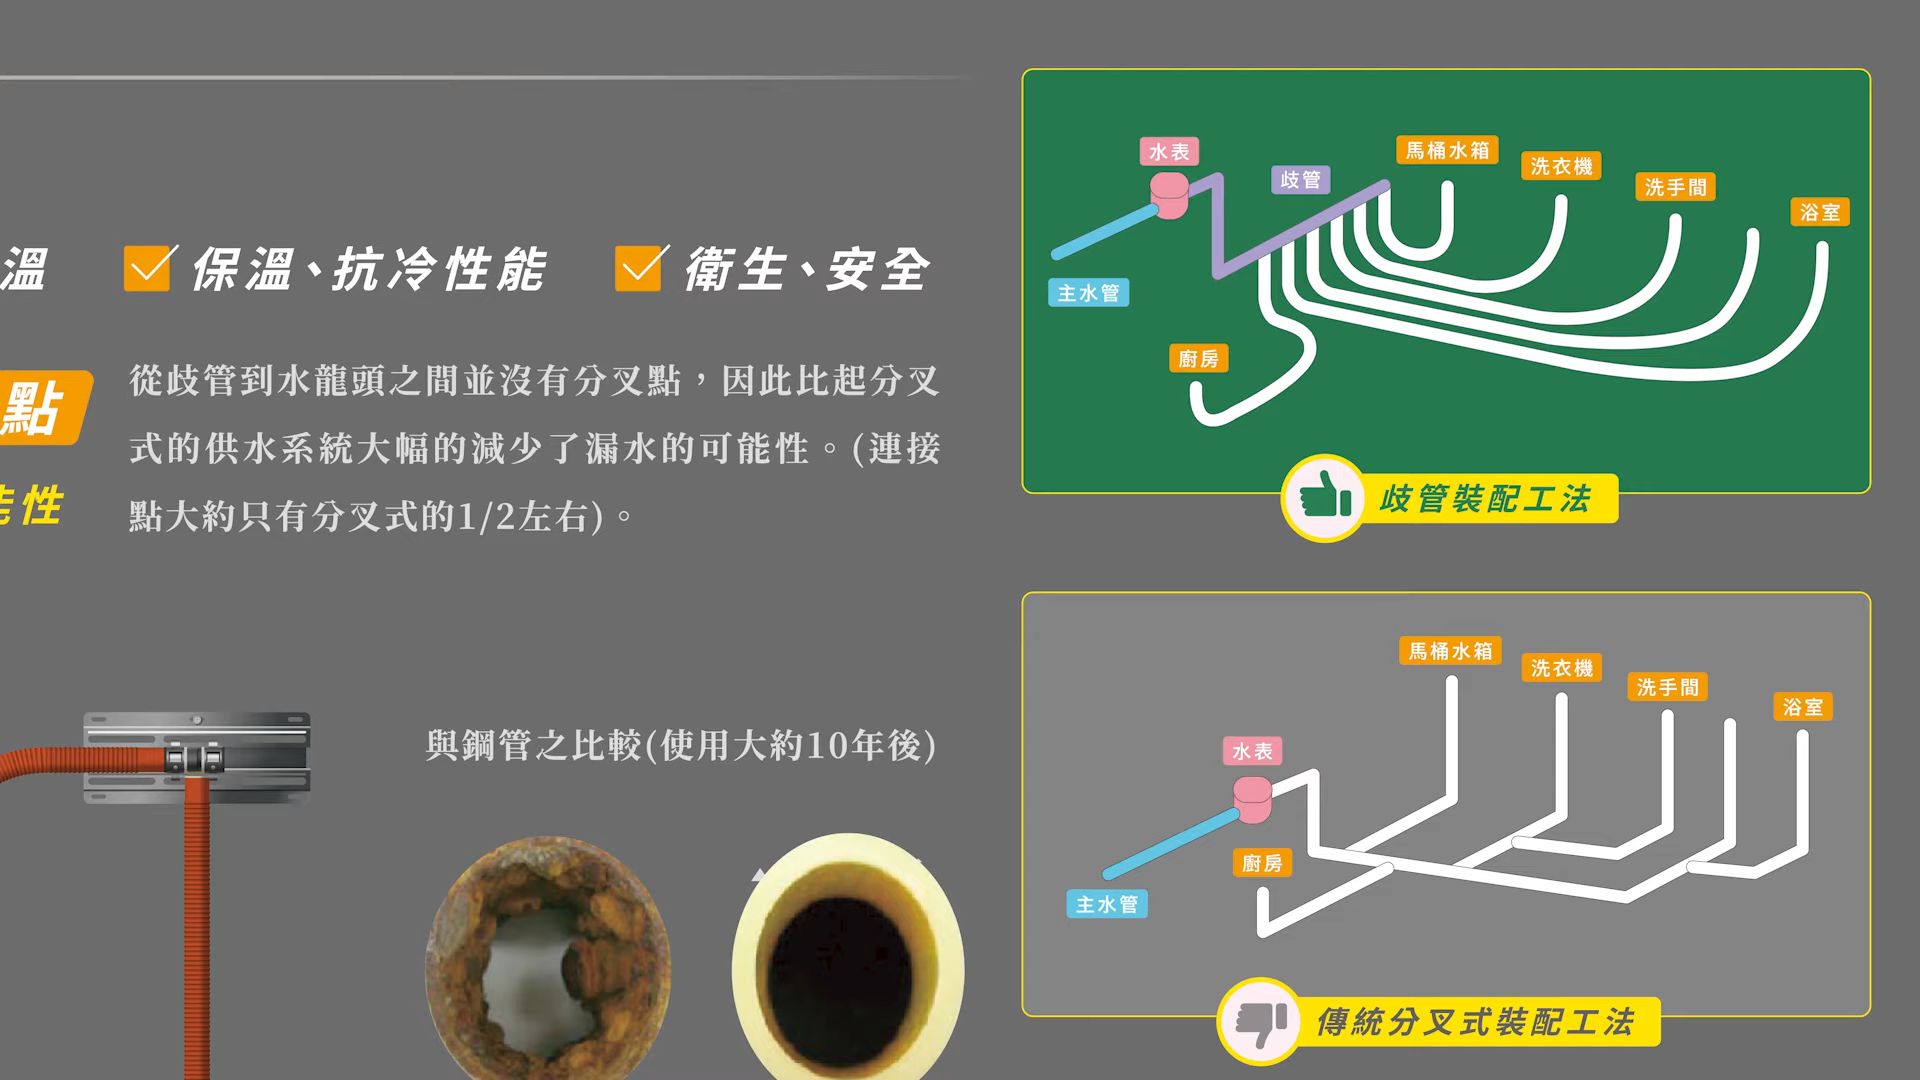 溫
保溫、抗冷性能
衛生、安全
點
能性
從歧管到水龍頭之間並沒有分叉點，因此比起分叉
式的供水系統大幅的減少了漏水的可能性。(連接
點大約只有分叉式的1/2左右)。
與鋼管之比較(使用大約10年後)
水表
歧管
馬桶水箱
洗衣機
洗手間
浴室
主水管
廚房
歧管裝配工法
馬桶水箱
洗衣機
洗手間
浴室
水表
廚房
主水管
傳統分叉式裝配工法